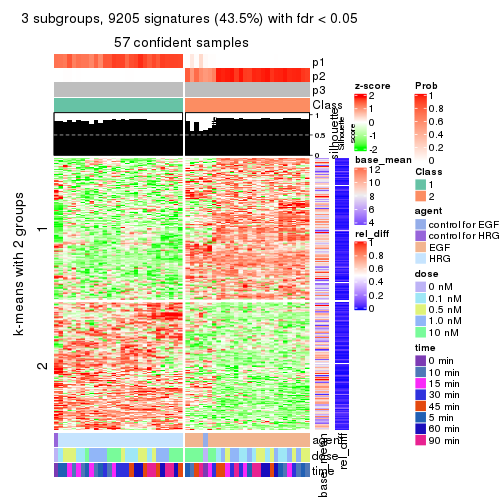 3 subgroups, 9205 signatures (43.5%) with fdr < 0.05
57 confident samples
p1
p2
p3
Class
1
0.5
0
silhouette
k-means with 2 groups
1
2
agent
dose
time
base_mean
rel_diff
z-score
2
1
0
-1
-2
base_mean
12
10
8
6
4
rel_diff
1
0.8
0.6
0.4
0.2
0
Prob
1
0.8
0.6
0.4
0.2
0
Class
1
2
agent
control for EGF
control for HRG
EGF
HRG
dose
0 nM
0.1 nM
0.5 nM
1.0 nM
10 nM
time
0 min
10 min
15 min
30 min
45 min
5 min
60 min
90 min